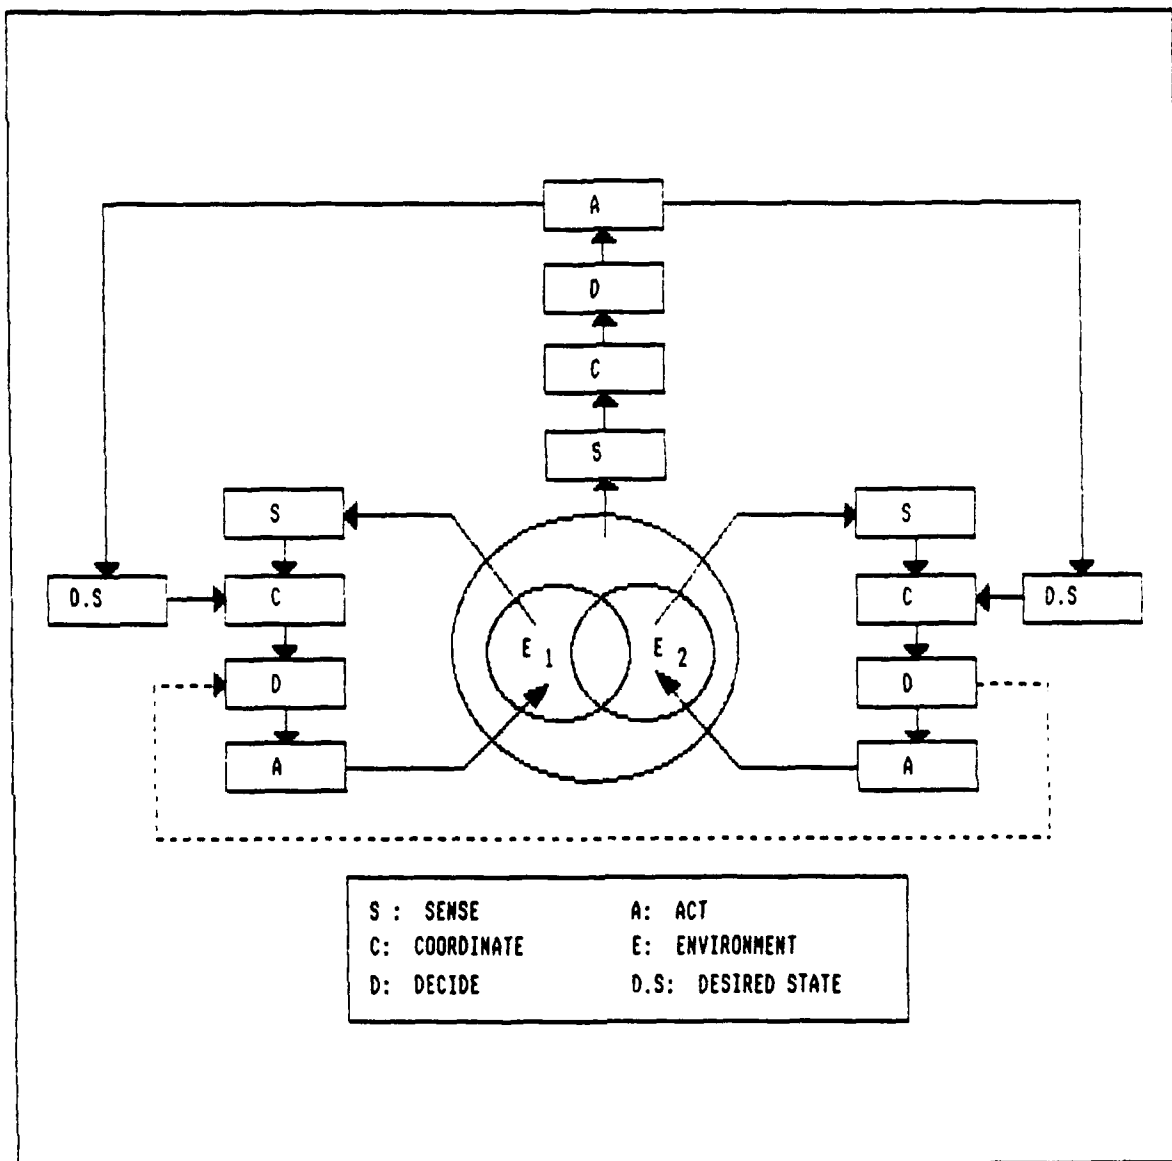 A
D
C
S
S
S
D.S
C
C
D.S
E 1
E 2
D
D
A
A
S : SENSE
A: ACT
C: COORDINATE
E: ENVIRONMENT
D: DECIDE
D.S: DESIRED STATE